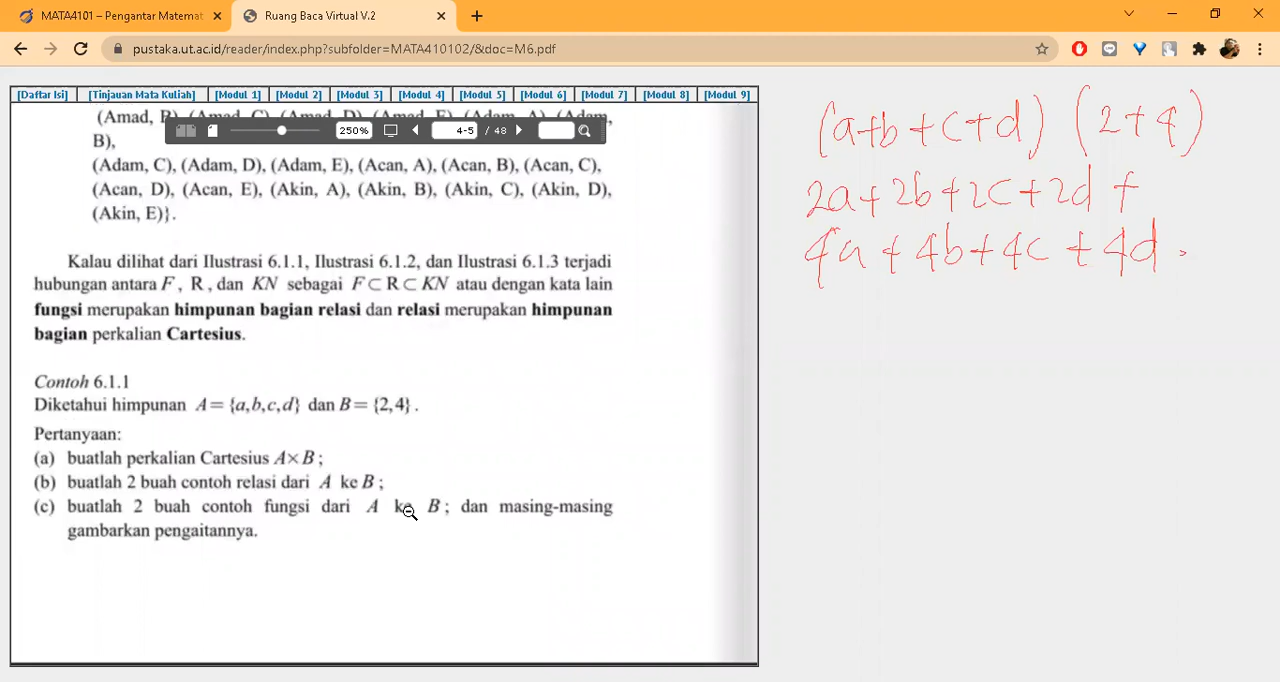 MATA4101 – Pengantar Matemat
Ruang Baca Virtual V.2
pustaka.ut.ac.id/reader/index.php?subfolder=MATA410102/&doc=M6.pdf
[Daftar Isi] [Tinjauan Mata Kuliah] [Modul 1] [Modul 2] [Modul 3] [Modul 4] [Modul 5] [Modul 6] [Modul 7] [Modul 8] [Modul 9]
(Amad, B), (Amad, C), (Amad, D), (Amad, E), (Adam, A), (Adam,
250% 4-5 / 48
B),
(Adam, C), (Adam, D), (Adam, E), (Acan, A), (Acan, B), (Acan, C),
(Acan, D), (Acan, E), (Akin, A), (Akin, B), (Akin, C), (Akin, D),
(Akin, E)}.
Kalau dilihat dari Ilustrasi 6.1.1, Ilustrasi 6.1.2, dan Ilustrasi 6.1.3 terjadi
hubungan antara F, R, dan KN sebagai F⊂R⊂KN atau dengan kata lain
fungsi merupakan himpunan bagian relasi dan relasi merupakan himpunan
bagian perkalian Cartesius.
Contoh 6.1.1
Diketahui himpunan A={a,b,c,d} dan B={2,4}.
Pertanyaan:
(a) buatlah perkalian Cartesius A×B;
(b) buatlah 2 buah contoh relasi dari A ke B;
(c) buatlah 2 buah contoh fungsi dari A ke B; dan masing-masing
gambarkan pengaitannya.
(a+b+c+d) (2+4)
2a+2b+2c+2d +
4a+4b+4c+4d